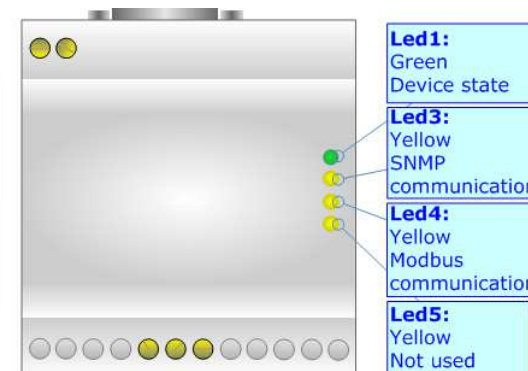 Led1:
Green
Device state
Led3:
Yellow
SNMP
communication
Led4:
Yellow
Modbus
communication
Led5:
Yellow
Not used